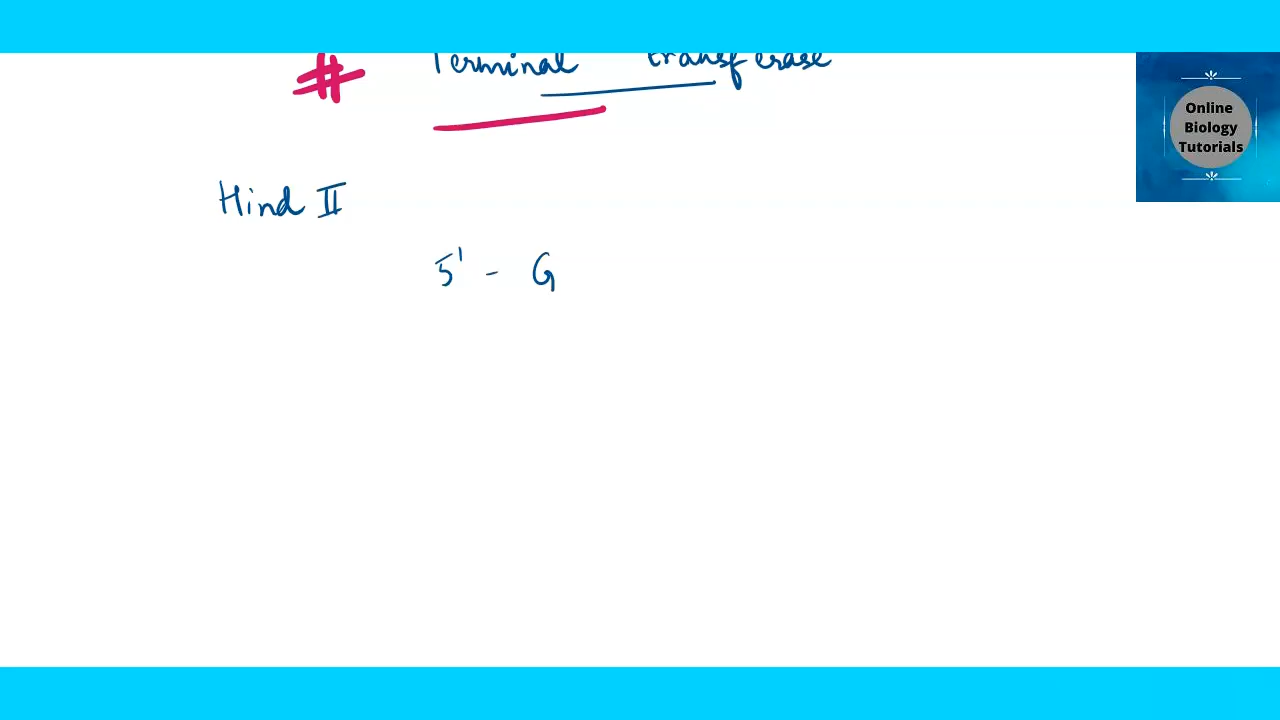 # Terminal transferase
Online
Biology
Tutorials
Hind II
5' - G